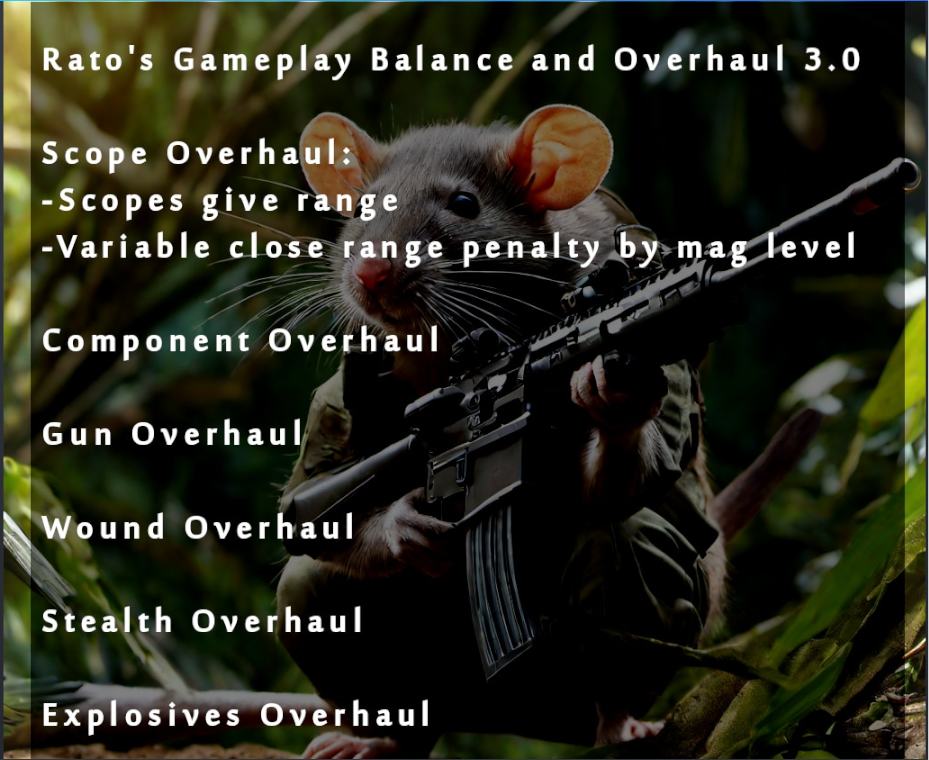 Rato's Gameplay Balance and Overhaul 3.0
Scope Overhaul:
-Scopes give range
-Variable close range penalty by mag level
Component Overhaul
Gun Overhaul
Wound Overhaul
Stealth Overhaul
Explosives Overhaul